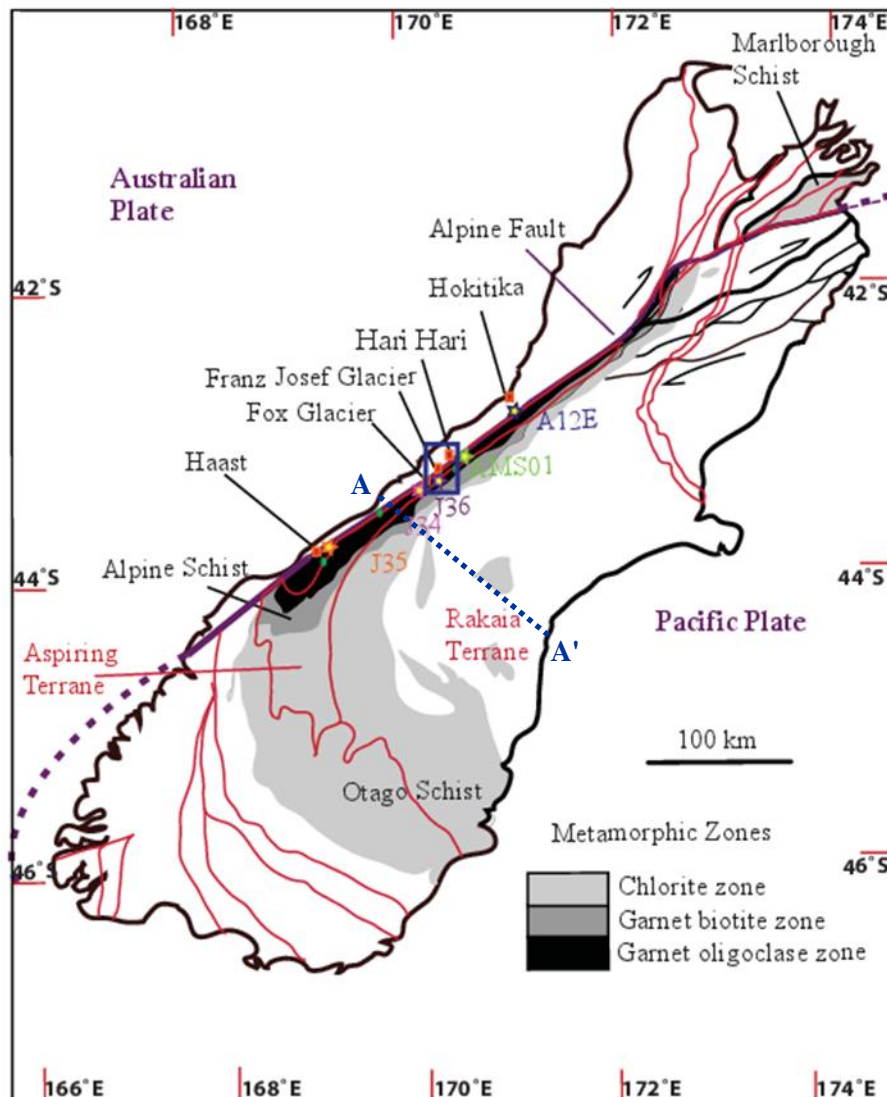 168°E
170°E
172°E
174°E
Marlborough
Schist
Australian
Plate
Alpine Fault
42°S
42°S
Hokitika
Hari Hari
Franz Josef Glacier
Fox Glacier
A12E
Haast
AMS01
A
J36
J34
J35
44°S
44°S
Alpine Schist
Rakaia
Terrane
Pacific Plate
A'
Aspiring
Terrane
100 km
Otago Schist
Metamorphic Zones
46°S
46°S
Chlorite zone
Garnet biotite zone
Garnet oligoclase zone
166°E
168°E
170°E
172°E
174°E